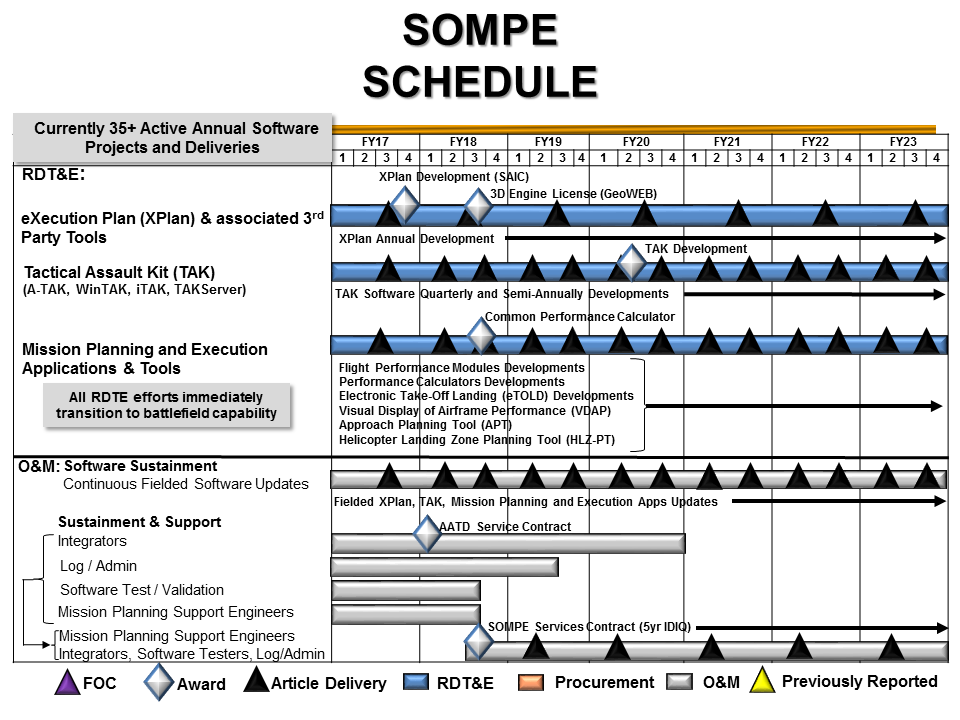 SOMPE
SCHEDULE
Currently 35+ Active Annual Software
Projects and Deliveries
FY17 FY18 FY19 FY20 FY21 FY22 FY23
1 2 3 4 1 2 3 4 1 2 3 4 1 2 3 4 1 2 3 4 1 2 3 4 1 2 3 4
RDT&E:
XPlan Development (SAIC)
3D Engine License (GeoWEB)
eXecution Plan (XPlan) & associated 3rd
Party Tools
XPlan Annual Development
TAK Development
Tactical Assault Kit (TAK)
(A-TAK, WinTAK, iTAK, TAKServer)
TAK Software Quarterly and Semi-Annually Developments
Common Performance Calculator
Mission Planning and Execution
Applications & Tools
Flight Performance Modules Developments
Performance Calculators Developments
Electronic Take-Off Landing (eTOLD) Developments
Visual Display of Airframe Performance (VDAP)
Approach Planning Tool (APT)
Helicopter Landing Zone Planning Tool (HLZ-PT)
All RDTE efforts immediately
transition to battlefield capability
O&M: Software Sustainment
Continuous Fielded Software Updates
Fielded XPlan, TAK, Mission Planning and Execution Apps Updates
Sustainment & Support
AATD Service Contract
Integrators
Log / Admin
Software Test / Validation
Mission Planning Support Engineers
SOMPE Services Contract (5yr IDIQ)
Mission Planning Support Engineers
Integrators, Software Testers, Log/Admin
FOC Award Article Delivery RDT&E Procurement O&M Previously Reported